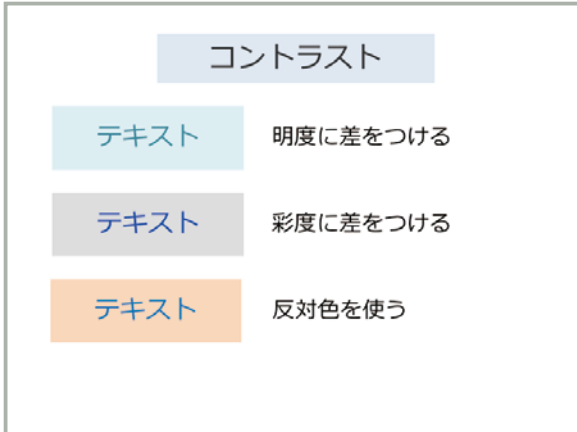 コントラスト
テキスト 明度に差をつける
テキスト 彩度に差をつける
テキスト 反対色を使う